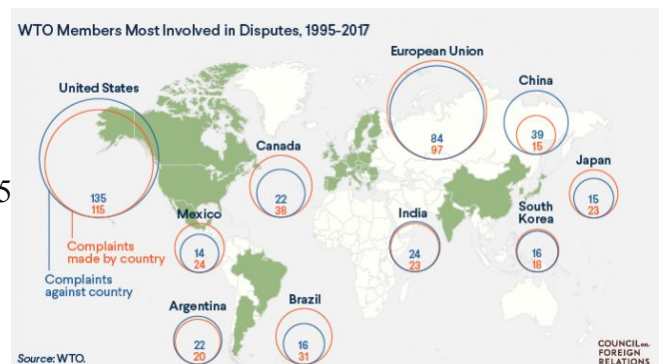 WTO Members Most Involved in Disputes, 1995-2017
European Union
84
97
United States
135
115
China
39
15
Canada
22
38
Japan
15
23
5
Mexico
14
24
India
24
23
South
Korea
16
18
Complaints
made by country
Complaints
against country
Argentina
22
20
Brazil
16
31
Source: WTO.
COUNCIL on
FOREIGN
RELATIONS